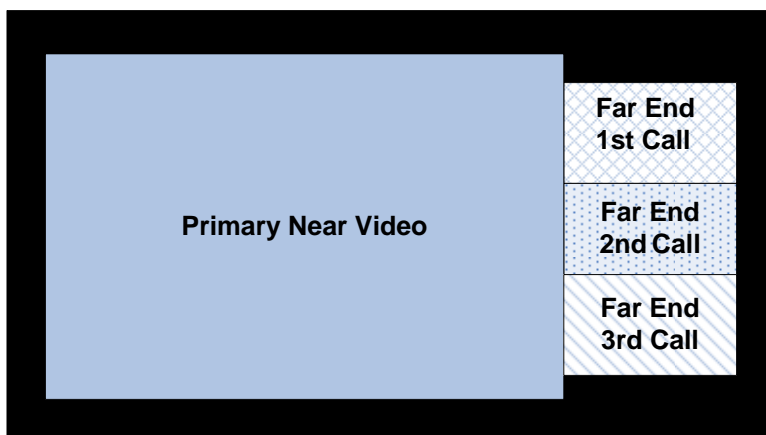 Primary Near Video
Far End
1st Call
Far End
2nd Call
Far End
3rd Call